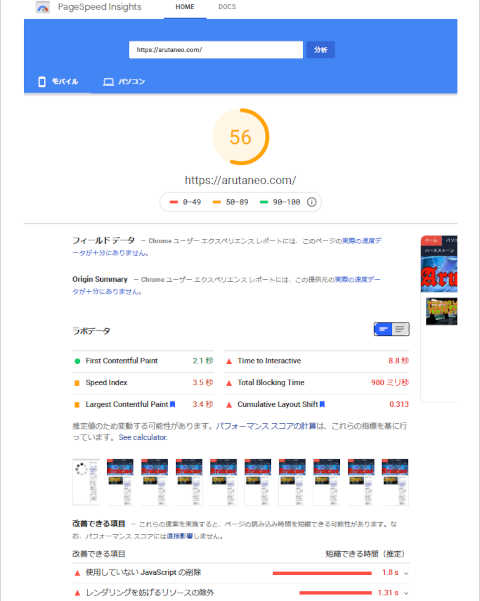 PageSpeed Insights
HOME
DOCS
https://arutaneo.com/
分析
モバイル
パソコン
56
https://arutaneo.com/
0–49
50–89
90–100
フィールド データ – Chrome ユーザー エクスペリエンス レポートには、このページの実際の速度デ
ータが十分にありません。
Origin Summary – Chrome ユーザー エクスペリエンス レポートには、この提供元の実際の速度デー
タが十分にありません。
ラボデータ
First Contentful Paint 2.1 秒
Time to Interactive 8.8 秒
Speed Index 3.5 秒
Total Blocking Time 980 ミリ秒
Largest Contentful Paint 3.4 秒
Cumulative Layout Shift 0.313
推定値のため変動する可能性があります。パフォーマンス スコアの計算は、これらの指標を基に行
っています。See calculator.
改善できる項目 – これらの提案を実施すると、ページの読み込み時間を短縮できる可能性があります。な
お、パフォーマンス スコアには直接影響しません。
改善できる項目
短縮できる時間（推定）
使用していない JavaScript の削除 1.8 s
レンダリングを妨げるリソースの除外 1.31 s